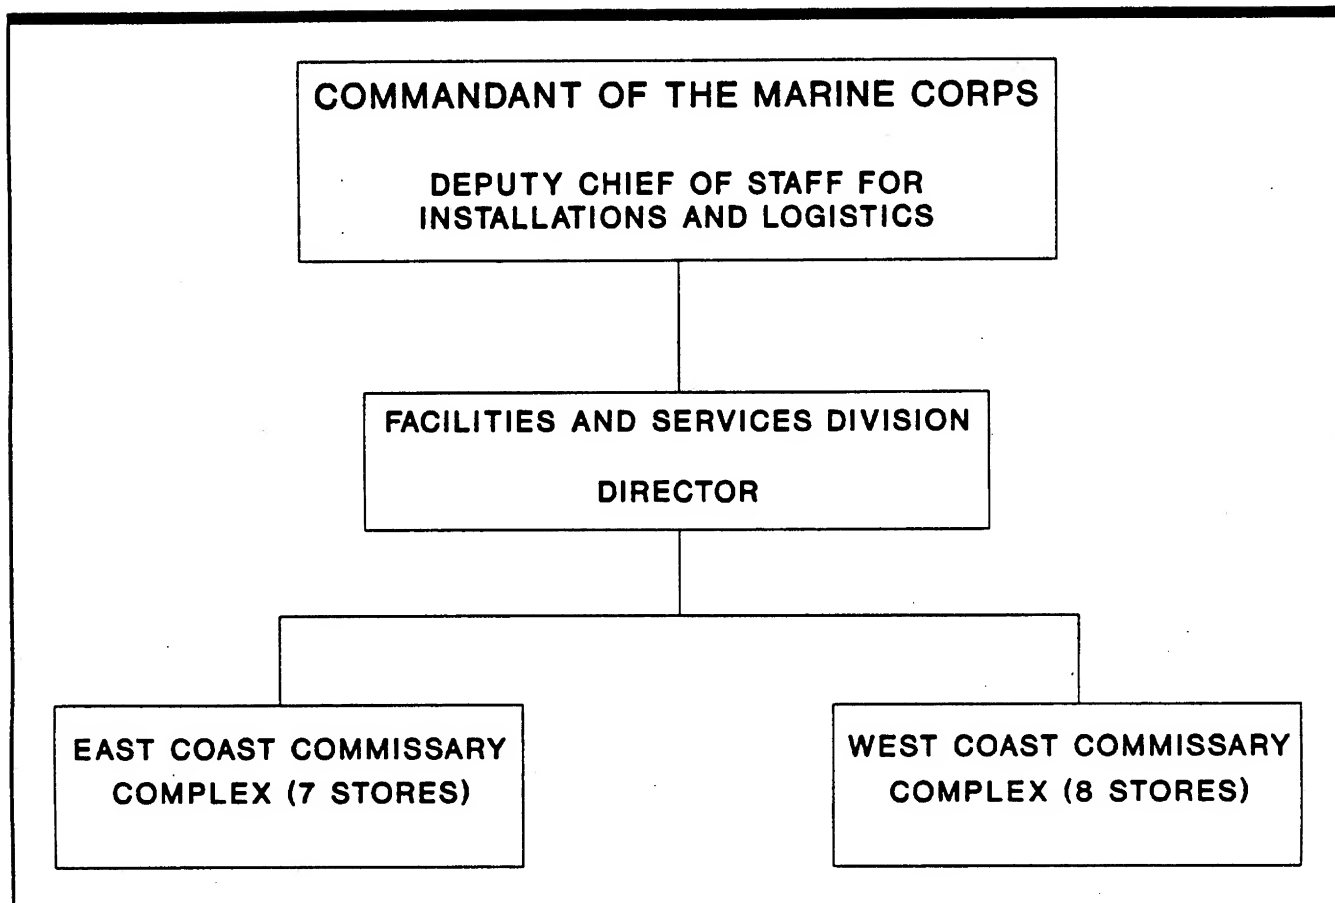 COMMANDANT OF THE MARINE CORPS
DEPUTY CHIEF OF STAFF FOR
INSTALLATIONS AND LOGISTICS
FACILITIES AND SERVICES DIVISION
DIRECTOR
EAST COAST COMMISSARY
COMPLEX (7 STORES)
WEST COAST COMMISSARY
COMPLEX (8 STORES)